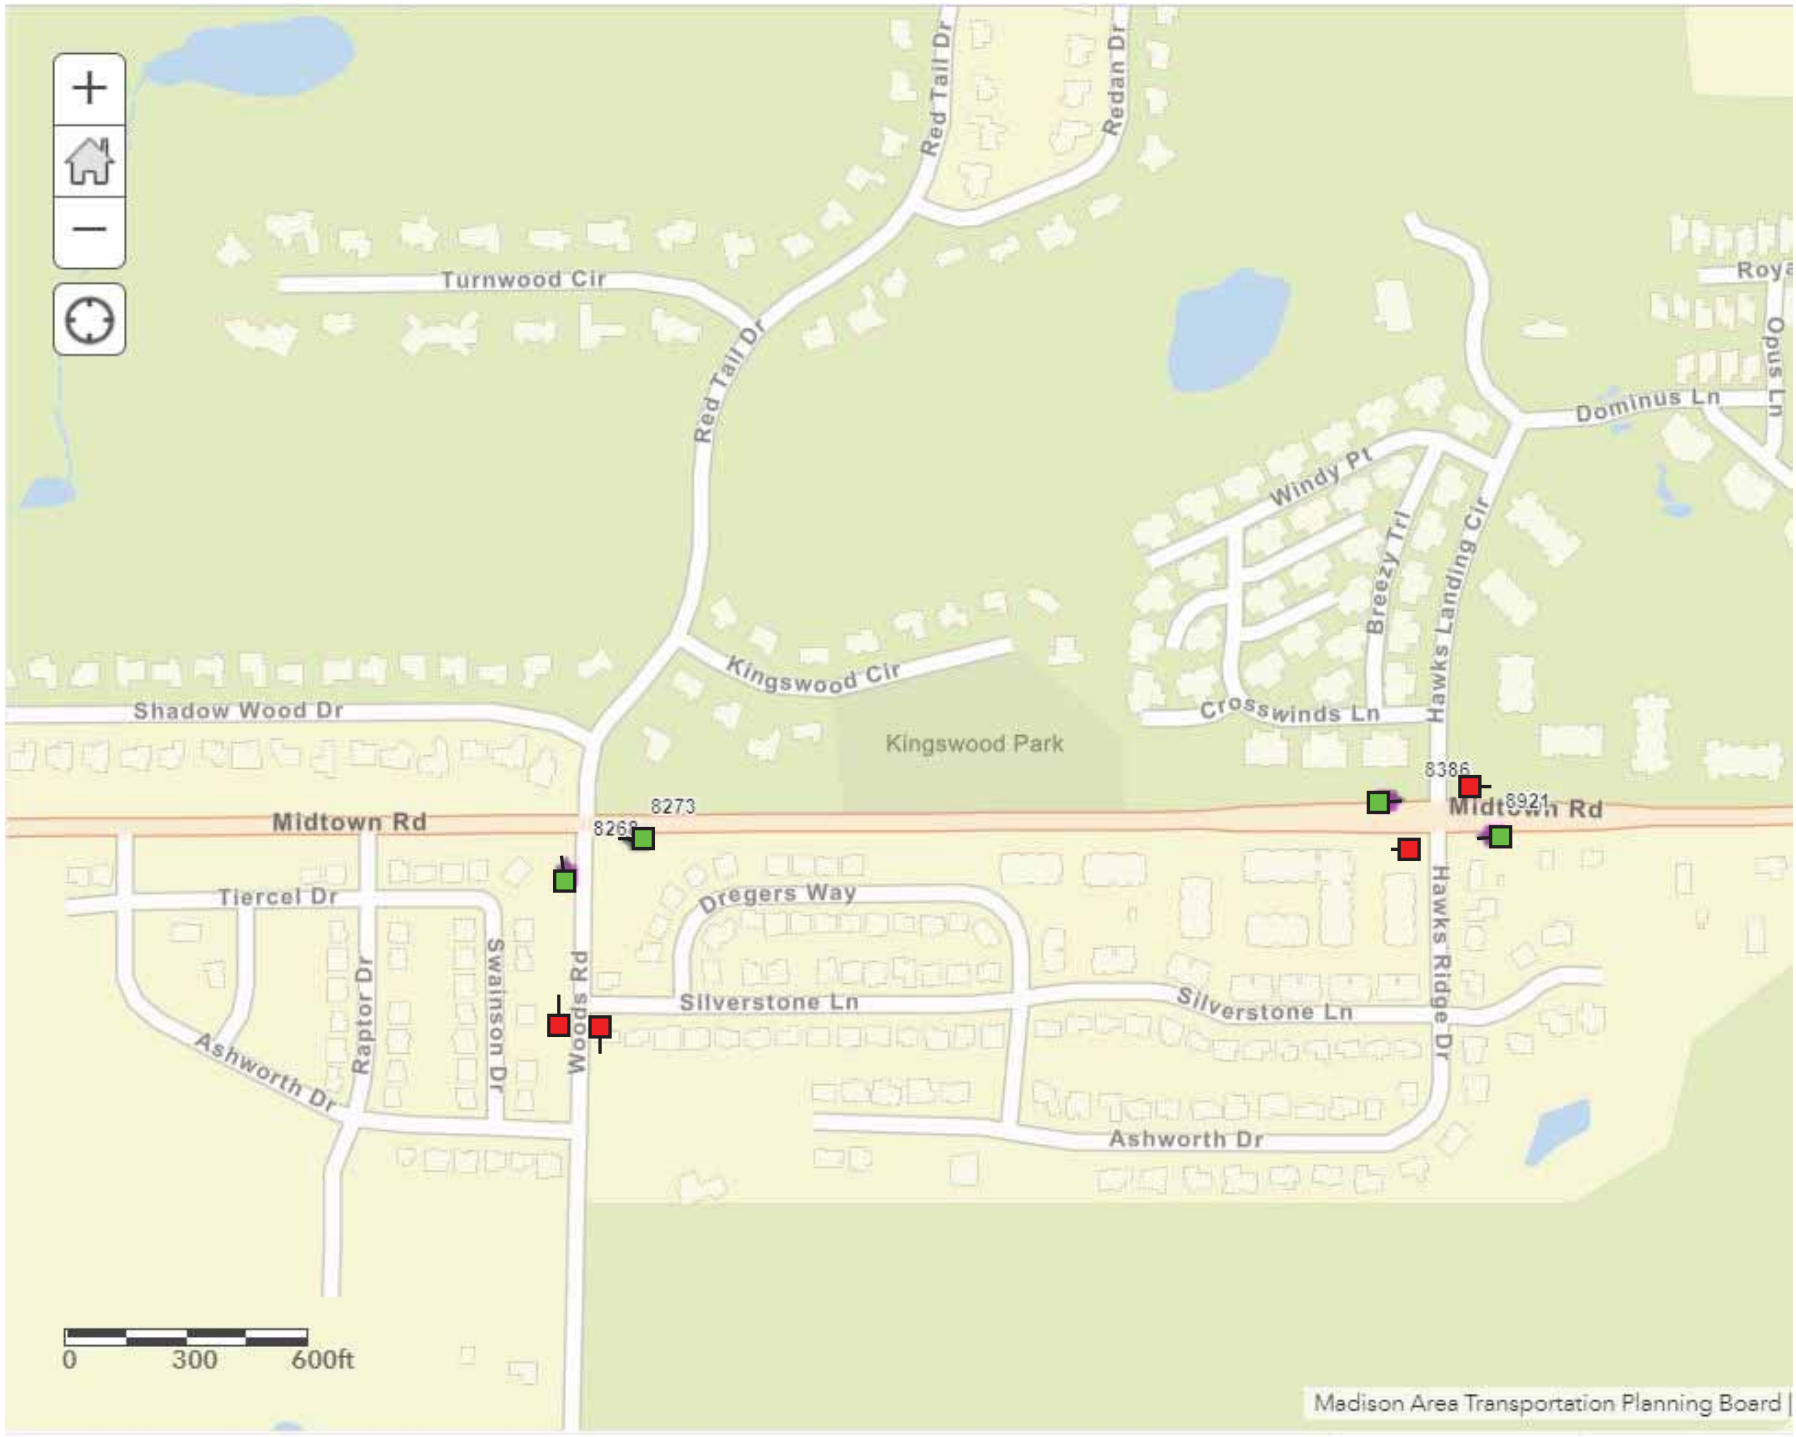 Red Tail Dr
Redan Dr
+
−
Turnwood Cir
Roya
Opus Ln
Red Tail Dr
Dominus Ln
Windy Pt
Breezy Trl
Hawks Landing Cir
Kingswood Cir
Shadow Wood Dr
Crosswinds Ln
Kingswood Park
8386
8273
8921
Midtown Rd
Midtown Rd
8268
Tiercel Dr
Dregers Way
Hawks Ridge Dr
Swainson Dr
Raptor Dr
Woods Rd
Silverstone Ln
Silverstone Ln
Ashworth Dr
Ashworth Dr
0 300 600ft
Madison Area Transportation Planning Board |